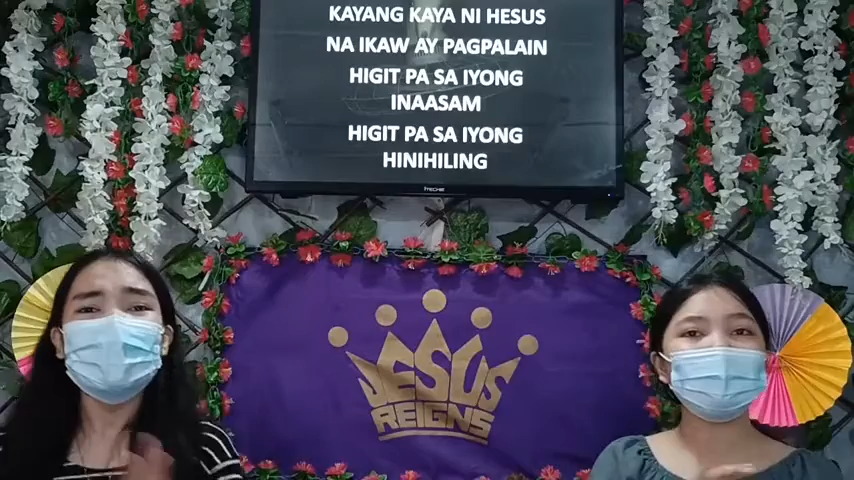 KAYANG KAYA NI HESUS
NA IKAW AY PAGPALAIN
HIGIT PA SA IYONG
INAASAM
HIGIT PA SA IYONG
HINIHILING
JESUS
REIGNS